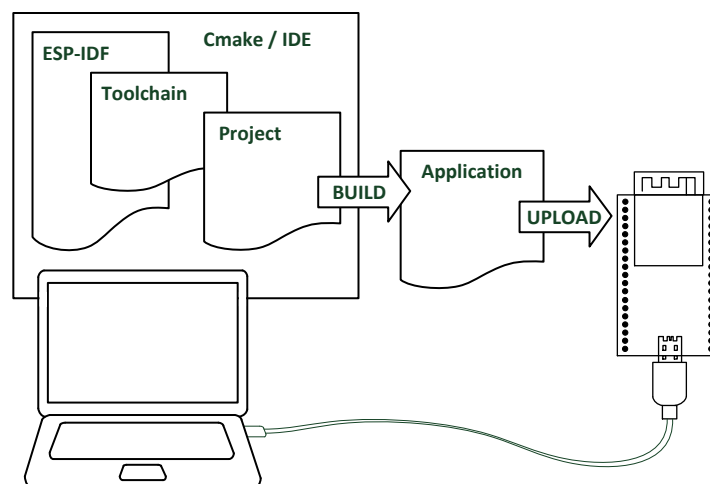 ESP-IDF
Cmake / IDE
Toolchain
Project
BUILD
Application
UPLOAD